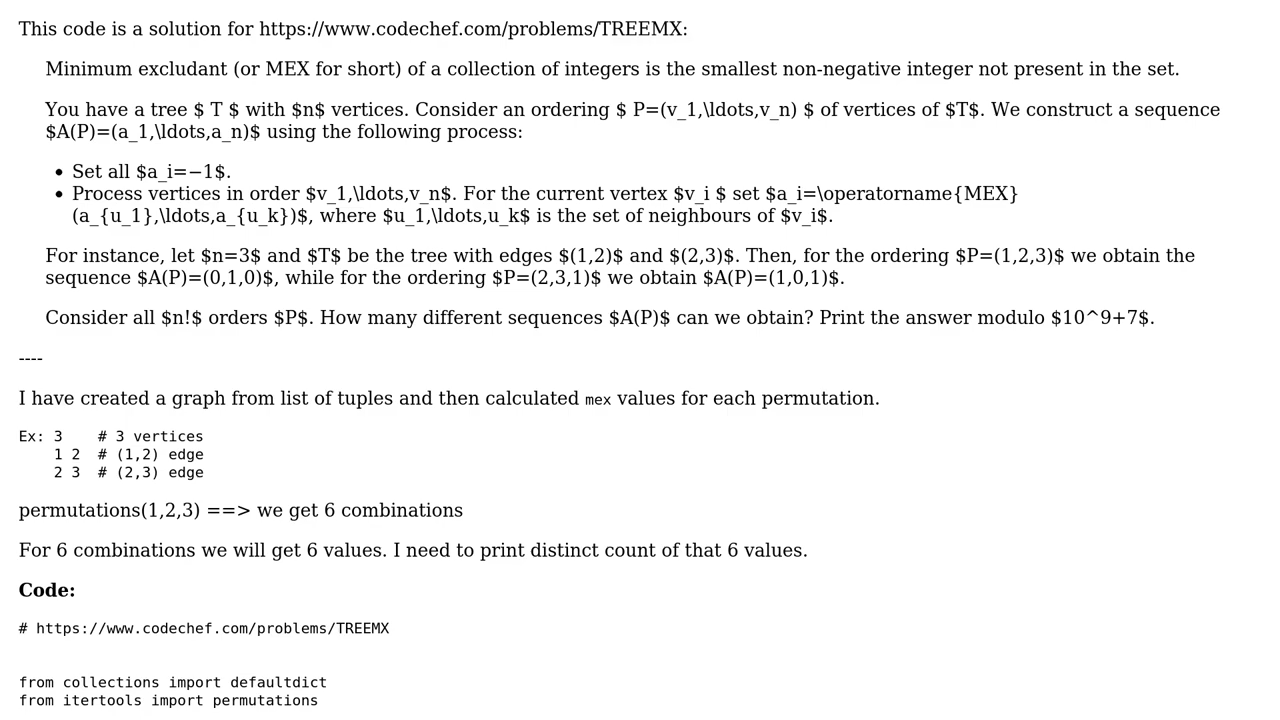 This code is a solution for https://www.codechef.com/problems/TREEMX:
Minimum excludant (or MEX for short) of a collection of integers is the smallest non-negative integer not present in the set.
You have a tree $ T $ with $n$ vertices. Consider an ordering $ P=(v_1,\ldots,v_n) $ of vertices of $T$. We construct a sequence
$A(P)=(a_1,\ldots,a_n)$ using the following process:
• Set all $a_i=−1$.
• Process vertices in order $v_1,\ldots,v_n$. For the current vertex $v_i $ set $a_i=\operatorname{MEX}
(a_{u_1},\ldots,a_{u_k})$, where $u_1,\ldots,u_k$ is the set of neighbours of $v_i$.
For instance, let $n=3$ and $T$ be the tree with edges $(1,2)$ and $(2,3)$. Then, for the ordering $P=(1,2,3)$ we obtain the
sequence $A(P)=(0,1,0)$, while for the ordering $P=(2,3,1)$ we obtain $A(P)=(1,0,1)$.
Consider all $n!$ orders $P$. How many different sequences $A(P)$ can we obtain? Print the answer modulo $10^9+7$.
----
I have created a graph from list of tuples and then calculated mex values for each permutation.
Ex: 3    # 3 vertices
    1 2  # (1,2) edge
    2 3  # (2,3) edge
permutations(1,2,3) ==> we get 6 combinations
For 6 combinations we will get 6 values. I need to print distinct count of that 6 values.
Code:
# https://www.codechef.com/problems/TREEMX
from collections import defaultdict
from itertools import permutations